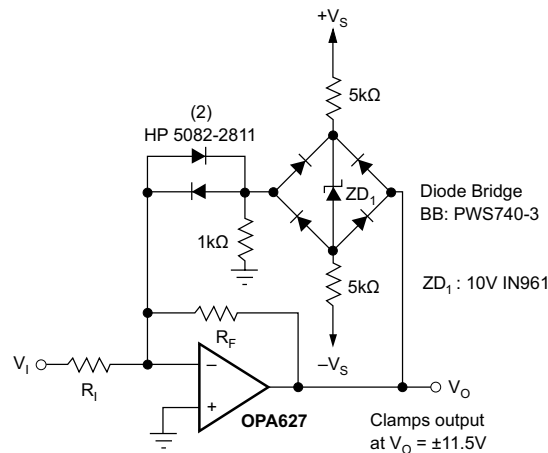 +V_S
5kΩ
(2)
HP 5082-2811
ZD_1
Diode Bridge
BB: PWS740-3
1kΩ
5kΩ
ZD_1 : 10V IN961
R_F
–V_S
V_I
R_I
–
+
V_O
OPA627
Clamps output
at V_O = ±11.5V